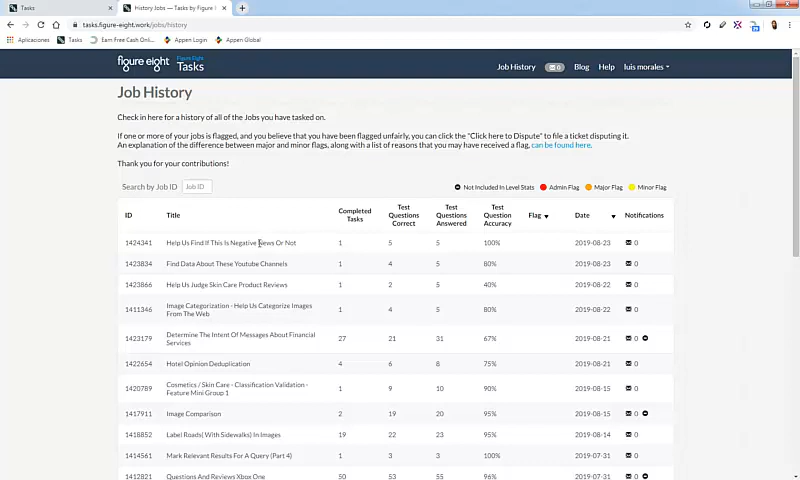 Tasks
History Jobs — Tasks by Figure E
tasks.figure-eight.work/jobs/history
Aplicaciones
Tasks
Earn Free Cash Onli...
Appen Login
Appen Global
figure eight
Figure Eight
Tasks
Job History
0
Blog
Help
luis morales
Job History
Check in here for a history of all of the Jobs you have tasked on.
If one or more of your jobs is flagged, and you believe that you have been flagged unfairly, you can click the "Click here to Dispute" to file a ticket disputing it.
An explanation of the difference between major and minor flags, along with a list of reasons that you may have received a flag, can be found here.
Thank you for your contributions!
Search by Job ID
Job ID
Not Included In Level Stats
Admin Flag
Major Flag
Minor Flag
ID Title Completed Tasks Test Questions Correct Test Questions Answered Test Question Accuracy Flag Date Notifications
1424341 Help Us Find If This Is Negative News Or Not 1 5 5 100% 2019-08-23 0
1423834 Find Data About These Youtube Channels 1 4 5 80% 2019-08-23 0
1423866 Help Us Judge Skin Care Product Reviews 1 2 5 40% 2019-08-22 0
1411346 Image Categorization - Help Us Categorize Images From The Web 1 4 5 80% 2019-08-22 0
1423179 Determine The Intent Of Messages About Financial Services 27 21 31 67% 2019-08-21 0
1422654 Hotel Opinion Deduplication 4 6 8 75% 2019-08-21 0
1420789 Cosmetics / Skin Care - Classification Validation - Feature Mini Group 1 1 9 10 90% 2019-08-15 0
1417911 Image Comparison 2 19 20 95% 2019-08-15 0
1418852 Label Roads( With Sidewalks) In Images 19 22 23 95% 2019-08-14 0
1414561 Mark Relevant Results For A Query (Part 4) 1 3 3 100% 2019-07-31 0
1412821 Questions And Reviews Xbox One 50 53 55 96% 2019-07-31 0